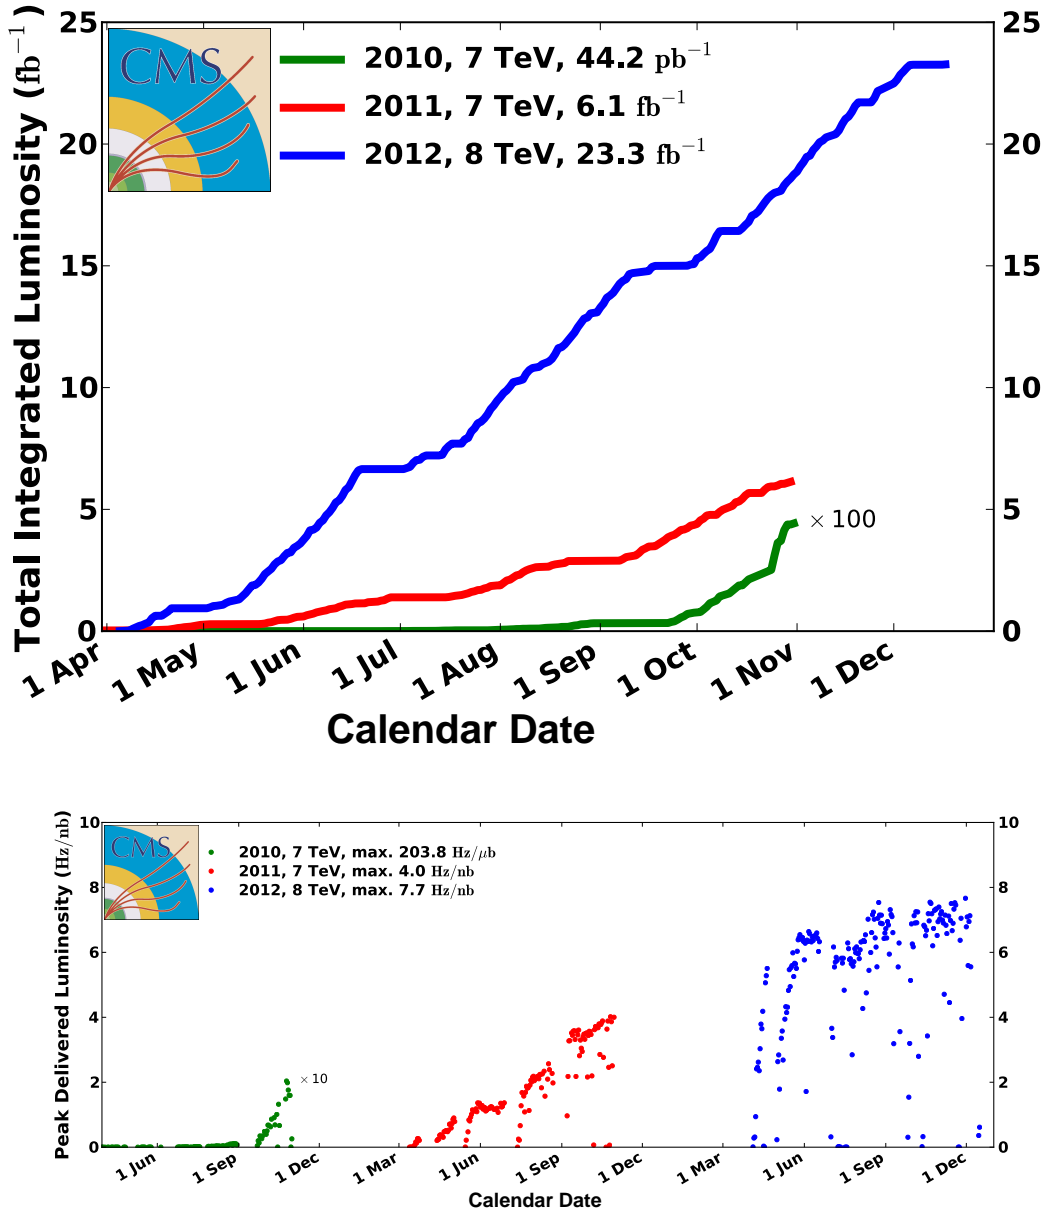 25
25
CMS
2010, 7 TeV, 44.2 pb⁻¹
2011, 7 TeV, 6.1 fb⁻¹
2012, 8 TeV, 23.3 fb⁻¹
20
20
15
15
10
10
5
5
× 100
0
0
Total Integrated Luminosity (fb⁻¹)
1 Apr
1 May
1 Jun
1 Jul
1 Aug
1 Sep
1 Oct
1 Nov
1 Dec
Calendar Date
10
10
CMS
2010, 7 TeV, max. 203.8 Hz/μb
2011, 7 TeV, max. 4.0 Hz/nb
2012, 8 TeV, max. 7.7 Hz/nb
8
8
6
6
4
4
2
2
× 10
0
0
Peak Delivered Luminosity (Hz/nb)
1 Jun
1 Sep
1 Dec
1 Mar
1 Jun
1 Sep
1 Dec
1 Mar
1 Jun
1 Sep
1 Dec
Calendar Date